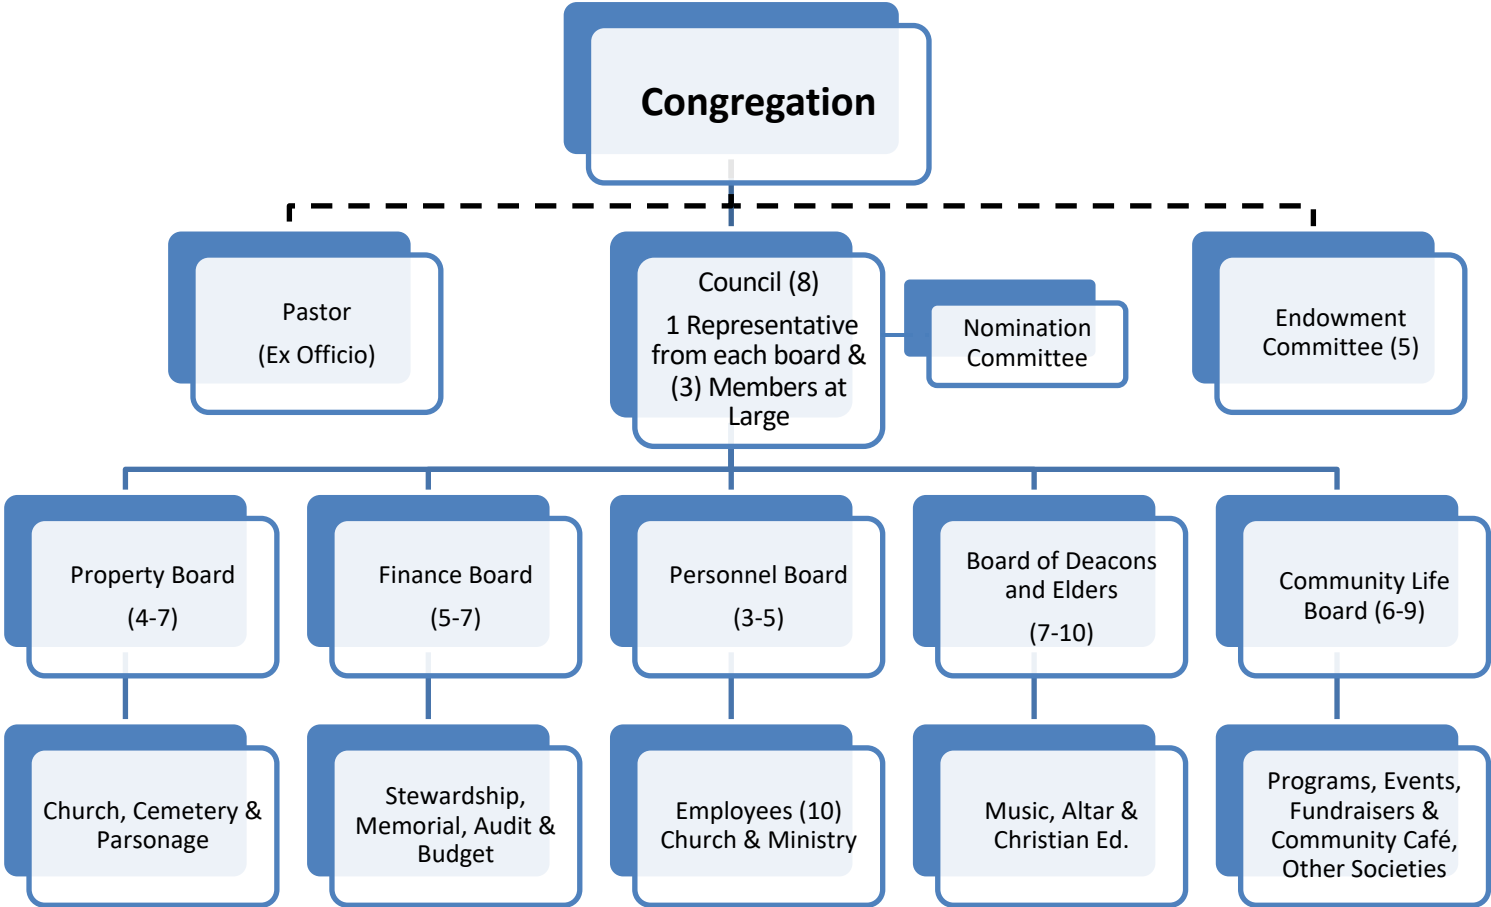 Congregation
Pastor
(Ex Officio)
Council (8)
1 Representative
from each board &
(3) Members at
Large
Nomination
Committee
Endowment
Committee (5)
Property Board
(4-7)
Finance Board
(5-7)
Personnel Board
(3-5)
Board of Deacons
and Elders
(7-10)
Community Life
Board (6-9)
Church, Cemetery &
Parsonage
Stewardship,
Memorial, Audit &
Budget
Employees (10)
Church & Ministry
Music, Altar &
Christian Ed.
Programs, Events,
Fundraisers &
Community Café,
Other Societies